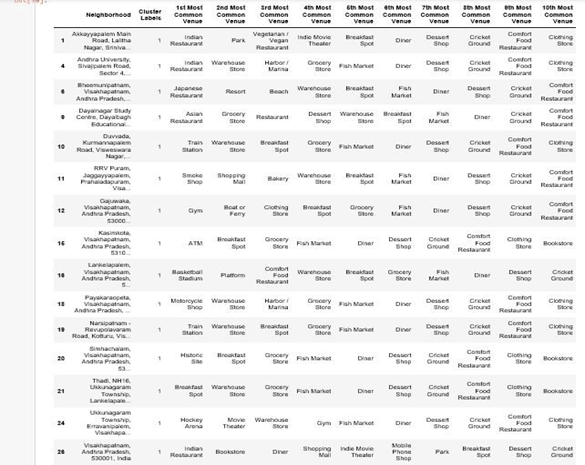 Neighborhood Cluster Labels 1st Most Common Venue 2nd Most Common Venue 3rd Most Common Venue 4th Most Common Venue 5th Most Common Venue 6th Most Common Venue 7th Most Common Venue 8th Most Common Venue 9th Most Common Venue 10th Most Common Venue
1 Akkayyapalem Main Road, Lalitha Nagar, Sriniva... 1 Indian Restaurant Park Vegetarian / Vegan Restaurant Indie Movie Theater Breakfast Spot Diner Dessert Shop Cricket Ground Comfort Food Restaurant Clothing Store
4 Andhra University, Sivajipalem Road, Sector 4,... 1 Indian Restaurant Warehouse Store Harbor / Marina Grocery Store Fish Market Diner Dessert Shop Cricket Ground Comfort Food Restaurant Clothing Store
6 Bheemunipatnam, Visakhapatnam, Andhra Pradesh,... 1 Japanese Restaurant Resort Beach Warehouse Store Breakfast Spot Fish Market Diner Dessert Shop Cricket Ground Comfort Food Restaurant
9 Dayalnagar Study Centre, Dayalbagh Educational... 1 Asian Restaurant Grocery Store Restaurant Dessert Shop Warehouse Store Breakfast Spot Fish Market Diner Cricket Ground Comfort Food Restaurant
10 Duvvada, Kurmannapalem Road, Visweswara Nagar,... 1 Train Station Warehouse Store Breakfast Spot Grocery Store Fish Market Diner Dessert Shop Cricket Ground Comfort Food Restaurant Clothing Store
11 RRV Puram, Jaggayyapalem, Prahaladapuram, Visa... 1 Smoke Shop Shopping Mall Bakery Warehouse Store Breakfast Spot Fish Market Diner Dessert Shop Cricket Ground Comfort Food Restaurant
12 Gajuwaka, Visakhapatnam, Andhra Pradesh, 53000... 1 Gym Boat or Ferry Clothing Store Breakfast Spot Grocery Store Fish Market Diner Dessert Shop Cricket Ground Comfort Food Restaurant
15 Kasimkota, Visakhapatnam, Andhra Pradesh, 5310... 1 ATM Breakfast Spot Grocery Store Fish Market Diner Dessert Shop Cricket Ground Comfort Food Restaurant Clothing Store Bookstore
16 Lankelapalem, Visakhapatnam, Andhra Pradesh, 5... 1 Basketball Stadium Platform Comfort Food Restaurant Warehouse Store Breakfast Spot Grocery Store Fish Market Diner Dessert Shop Cricket Ground
18 Payakaraopeta, Visakhapatnam, Andhra Pradesh, ... 1 Motorcycle Shop Warehouse Store Harbor / Marina Grocery Store Fish Market Diner Dessert Shop Cricket Ground Comfort Food Restaurant Clothing Store
19 Narsipatnam - Revupolavaram Road, Kotturu, Vis... 1 Train Station Warehouse Store Breakfast Spot Grocery Store Fish Market Diner Dessert Shop Cricket Ground Comfort Food Restaurant Clothing Store
20 Simhachalam, Visakhapatnam, Andhra Pradesh, 53... 1 Historic Site Breakfast Spot Grocery Store Fish Market Diner Dessert Shop Cricket Ground Comfort Food Restaurant Clothing Store Bookstore
21 Thadi, NH16, Ukkunagaram Township, Lankelapale... 1 Breakfast Spot Warehouse Store Grocery Store Fish Market Diner Dessert Shop Cricket Ground Comfort Food Restaurant Clothing Store Bookstore
24 Ukkunagaram Township, Erravanipalem, Visakhapa... 1 Hockey Arena Movie Theater Warehouse Store Gym Fish Market Diner Dessert Shop Cricket Ground Comfort Food Restaurant Clothing Store
26 Visakhapatnam, Andhra Pradesh, 530001, India 1 Indian Restaurant Bookstore Diner Shopping Mall Indie Movie Theater Mobile Phone Shop Park Breakfast Spot Dessert Shop Cricket Ground